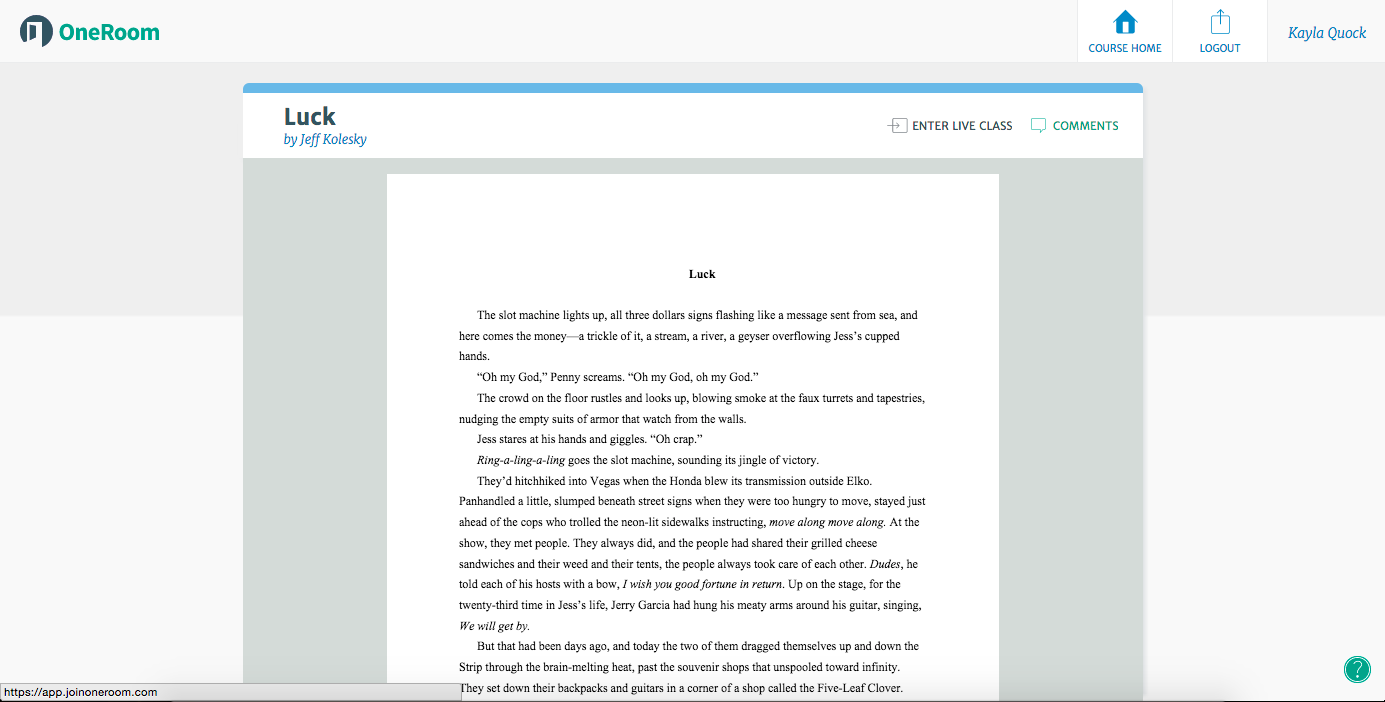 OneRoom
COURSE HOME
LOGOUT
Kayla Quock
Luck
by Jeff Kolesky
ENTER LIVE CLASS
COMMENTS
Luck
The slot machine lights up, all three dollars signs flashing like a message sent from sea, and
here comes the money—a trickle of it, a stream, a river, a geyser overflowing Jess’s cupped
hands.
“Oh my God,” Penny screams. “Oh my God, oh my God.”
The crowd on the floor rustles and looks up, blowing smoke at the faux turrets and tapestries,
nudging the empty suits of armor that watch from the walls.
Jess stares at his hands and giggles. “Oh crap.”
Ring-a-ling-a-ling goes the slot machine, sounding its jingle of victory.
They’d hitchhiked into Vegas when the Honda blew its transmission outside Elko.
Panhandled a little, slumped beneath street signs when they were too hungry to move, stayed just
ahead of the cops who trolled the neon-lit sidewalks instructing, move along move along. At the
show, they met people. They always did, and the people had shared their grilled cheese
sandwiches and their weed and their tents, the people always took care of each other. Dudes, he
told each of his hosts with a bow, I wish you good fortune in return. Up on the stage, for the
twenty-third time in Jess’s life, Jerry Garcia had hung his meaty arms around his guitar, singing,
We will get by.
But that had been days ago, and today the two of them dragged themselves up and down the
Strip through the brain-melting heat, past the souvenir shops that unspooled toward infinity.
They set down their backpacks and guitars in a corner of a shop called the Five-Leaf Clover.
?
https://app.joinoneroom.com